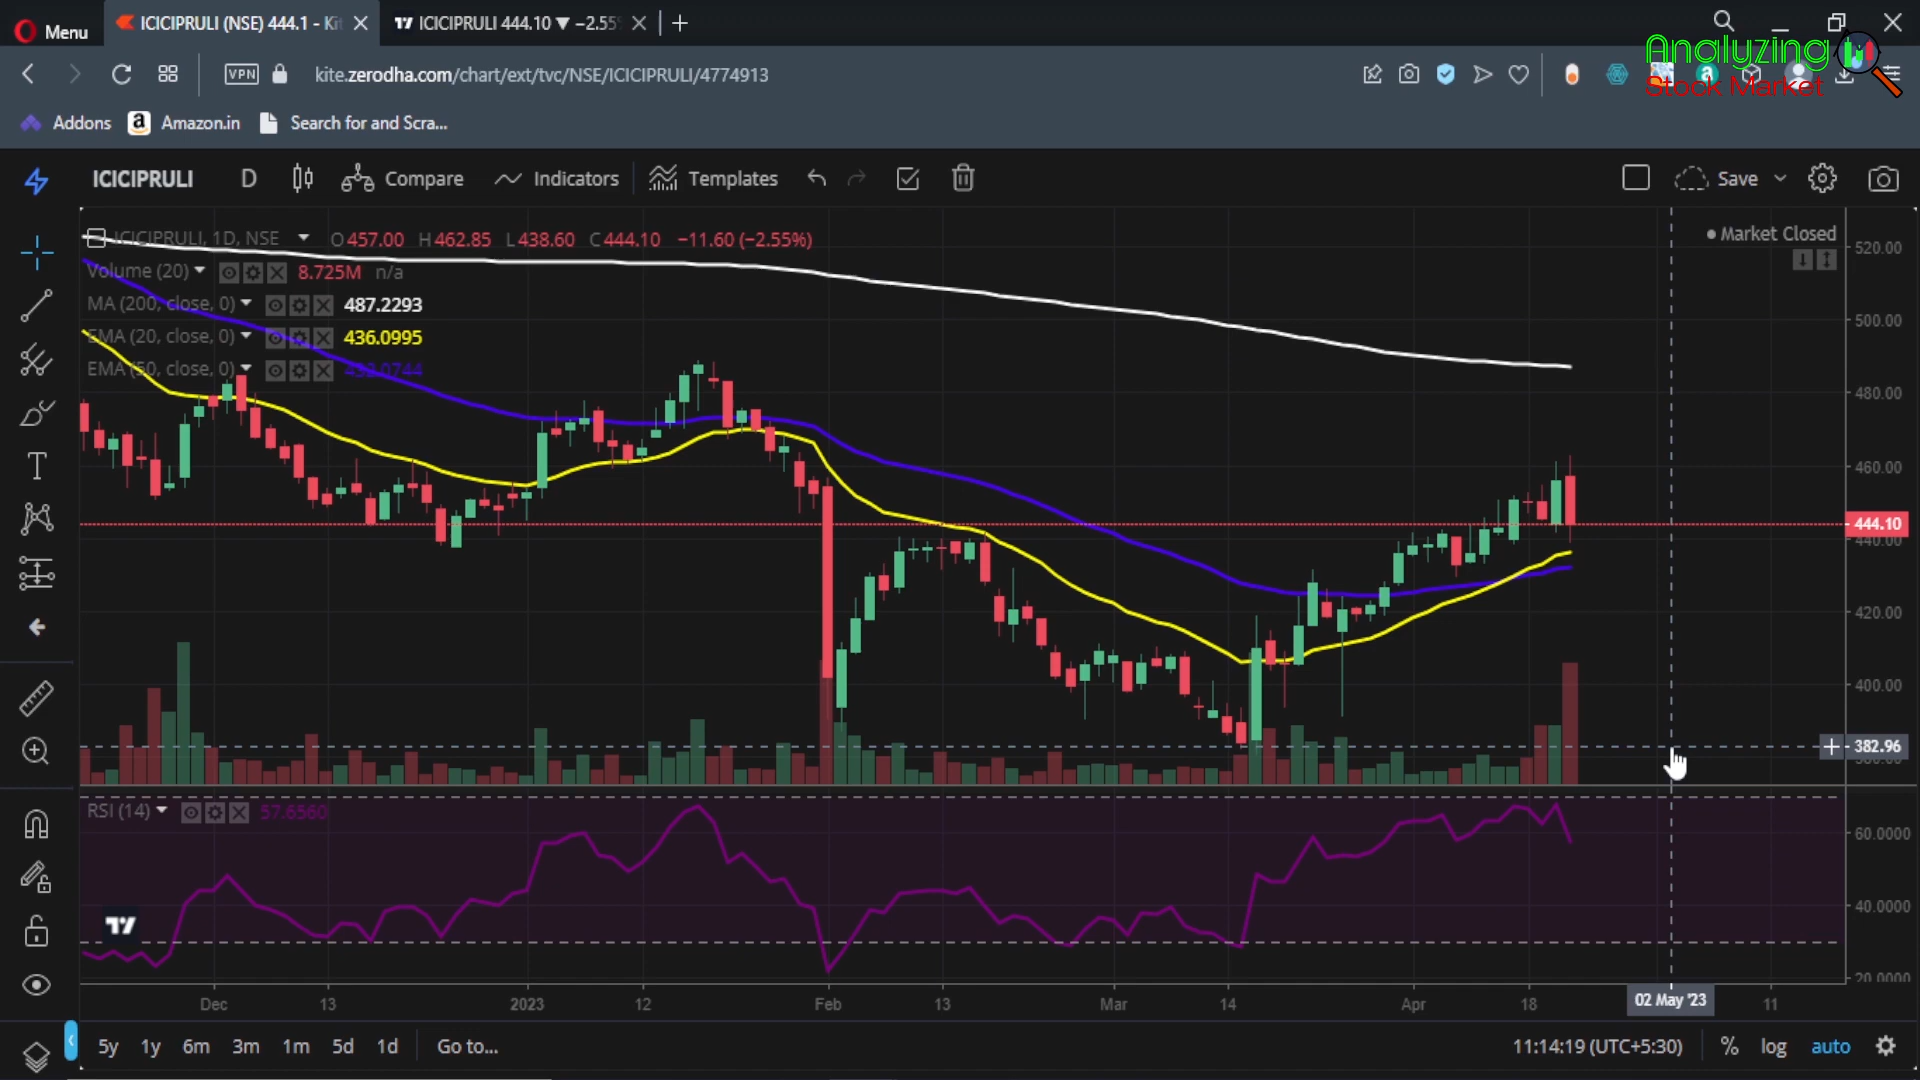 Menu
ICICIPRULI (NSE) 444.1 - Kit
ICICIPRULI 444.10 ▼ −2.55%
kite.zerodha.com/chart/ext/tvc/NSE/ICICIPRULI/4774913
VPN
Analyzing
Stock Market
Addons
Amazon.in
Search for and Scra...
ICICIPRULI
D
Compare
Indicators
Templates
Save
ICICIPRULI, 1D, NSE O457.00 H462.85 L438.60 C444.10 −11.60 (−2.55%)
Market Closed
Volume (20) 8.725M n/a
MA (200, close, 0) 487.2293
EMA (20, close, 0) 436.0995
EMA (50, close, 0) 432.0744
520.00
500.00
480.00
460.00
444.10
440.00
420.00
400.00
382.96
RSI (14) 57.6560
60.0000
40.0000
20.0000
Dec 13 2023 12 Feb 13 Mar 14 Apr 18 02 May '23 11
5y 1y 6m 3m 1m 5d 1d Go to...
11:14:19 (UTC+5:30) % log auto